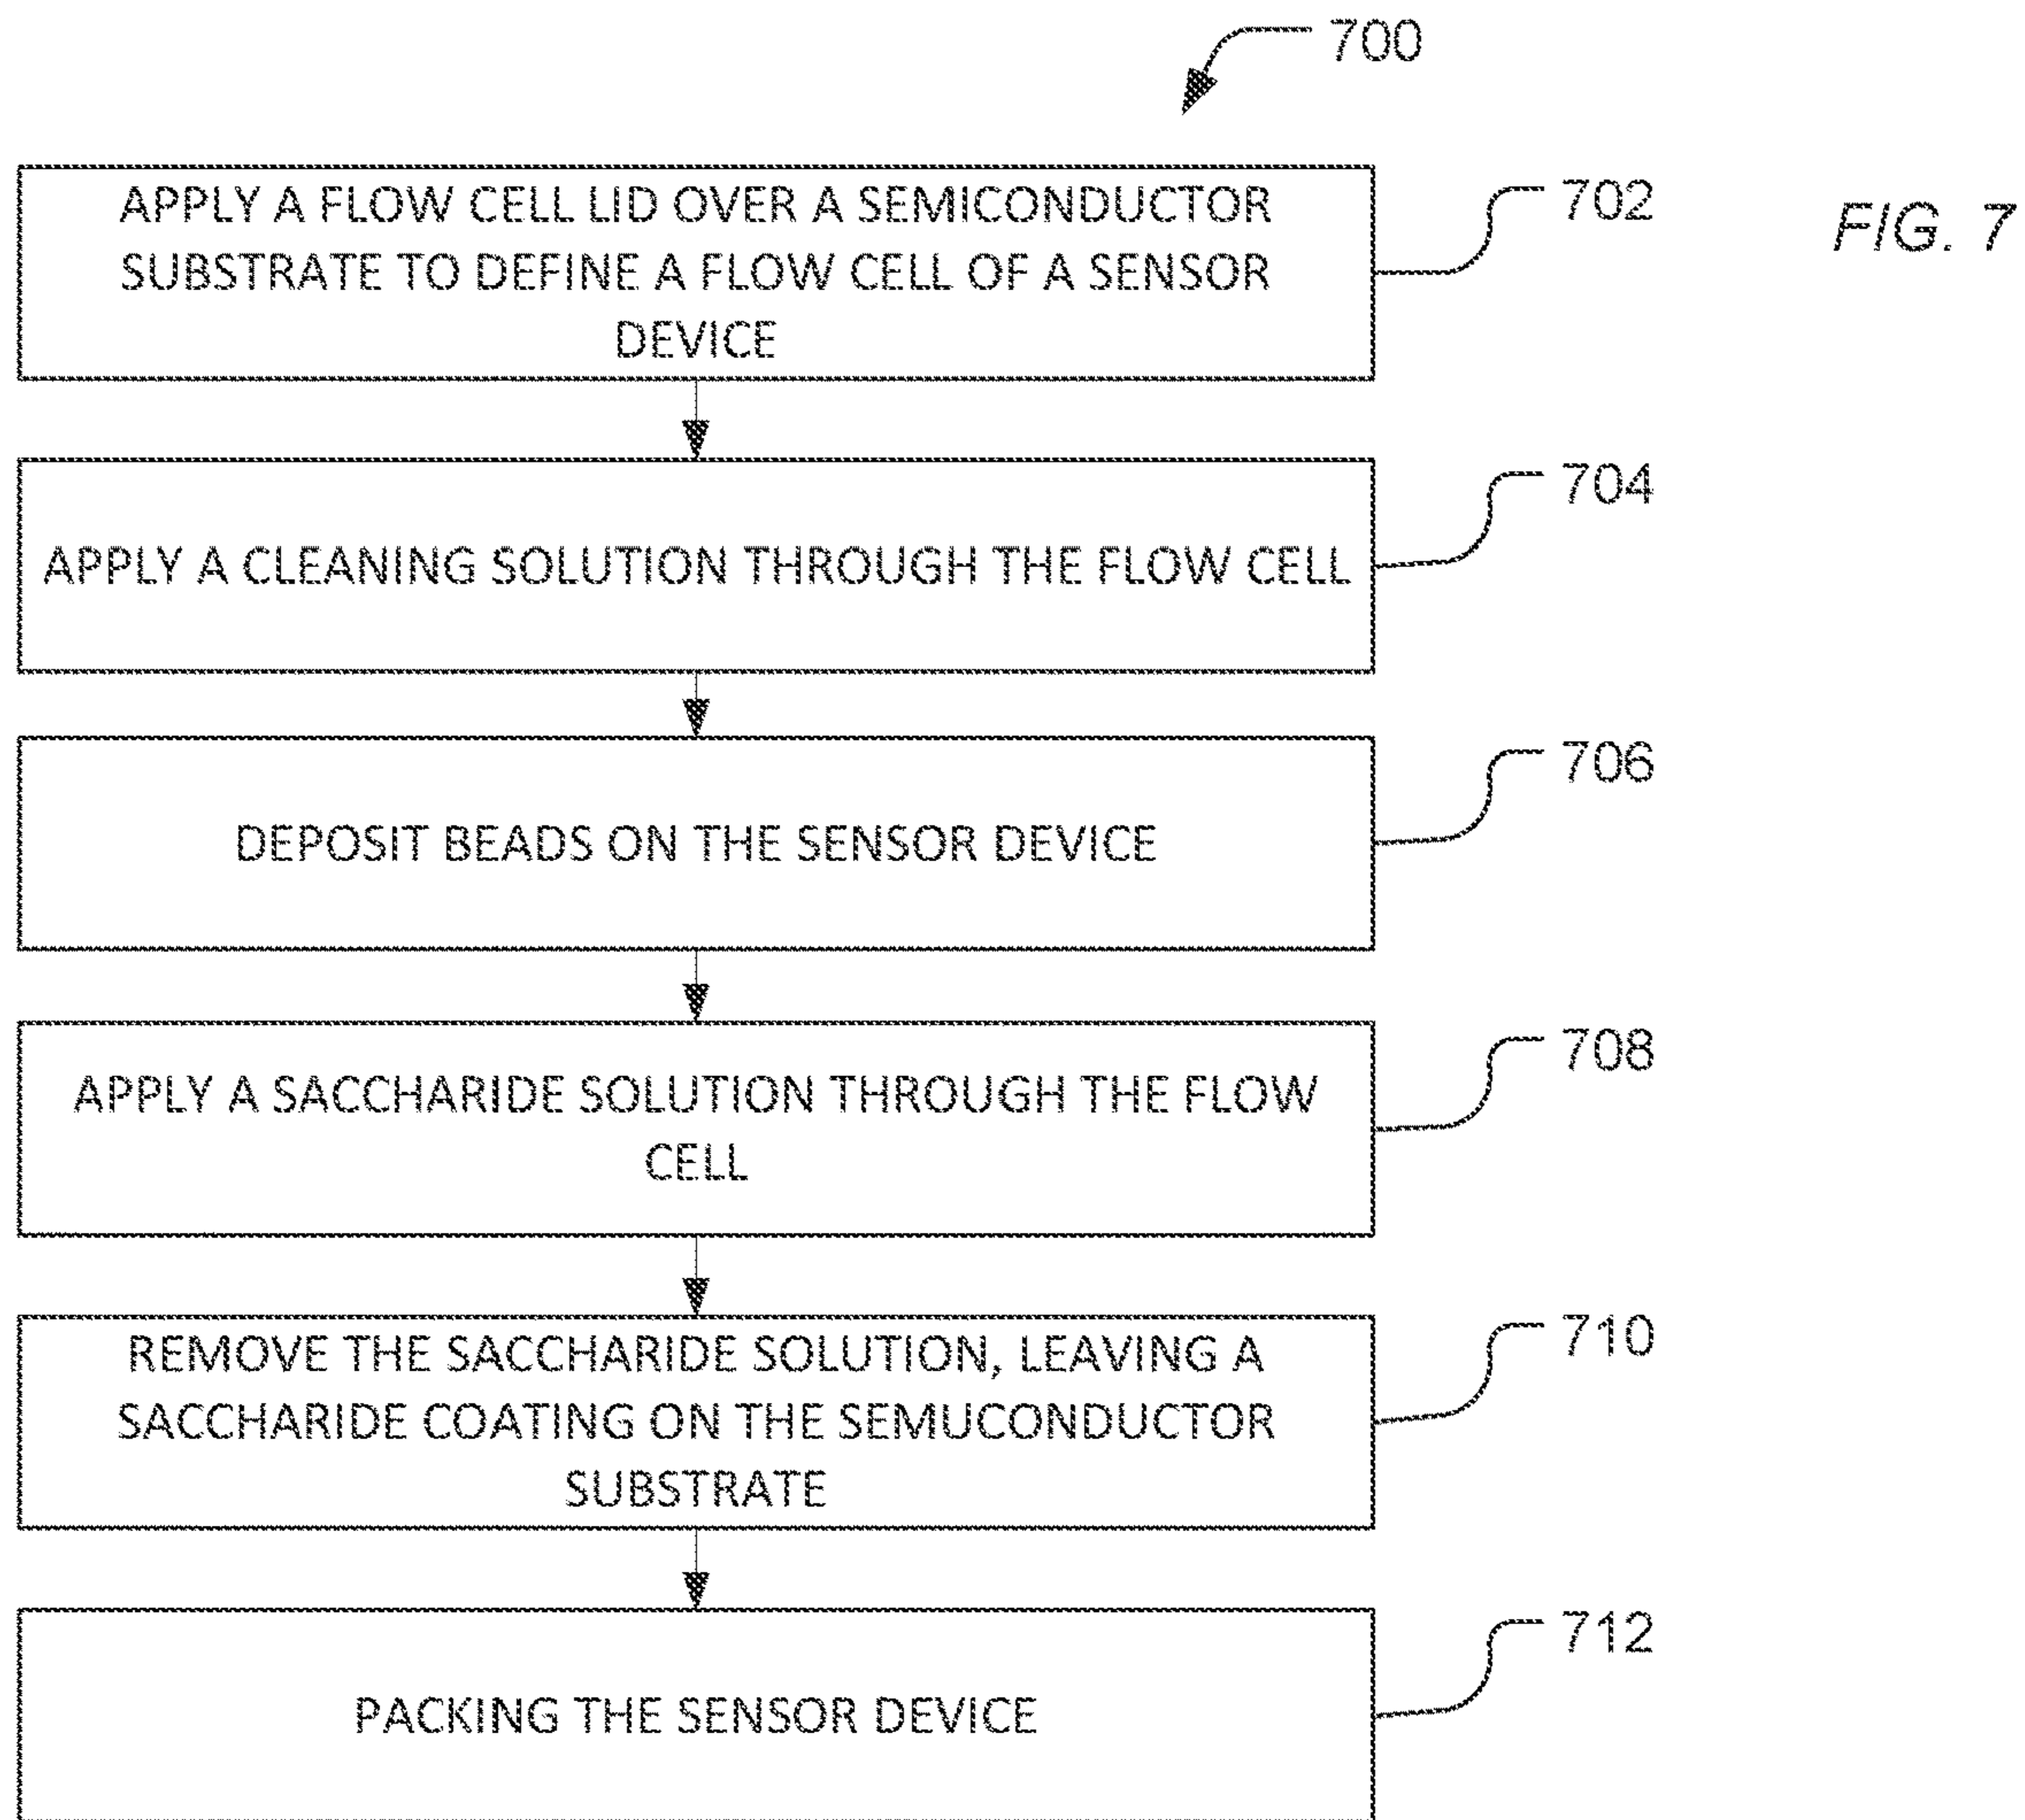 700
APPLY A FLOW CELL LID OVER A SEMICONDUCTOR
SUBSTRATE TO DEFINE A FLOW CELL OF A SENSOR
DEVICE
702
FIG. 7
APPLY A CLEANING SOLUTION THROUGH THE FLOW CELL
704
DEPOSIT BEADS ON THE SENSOR DEVICE
706
APPLY A SACCHARIDE SOLUTION THROUGH THE FLOW
CELL
708
REMOVE THE SACCHARIDE SOLUTION, LEAVING A
SACCHARIDE COATING ON THE SEMUCONDUCTOR
SUBSTRATE
710
PACKING THE SENSOR DEVICE
712